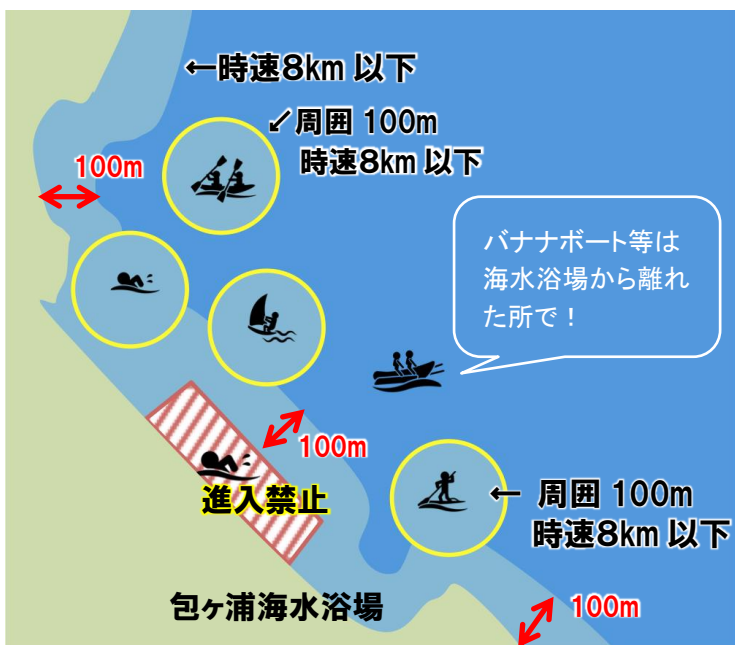 ←時速8km 以下
↙周囲 100m
時速8km 以下
100m
バナナボート等は
海水浴場から離れ
た所で！
100m
進入禁止
← 周囲 100m
時速8km 以下
包ヶ浦海水浴場
100m